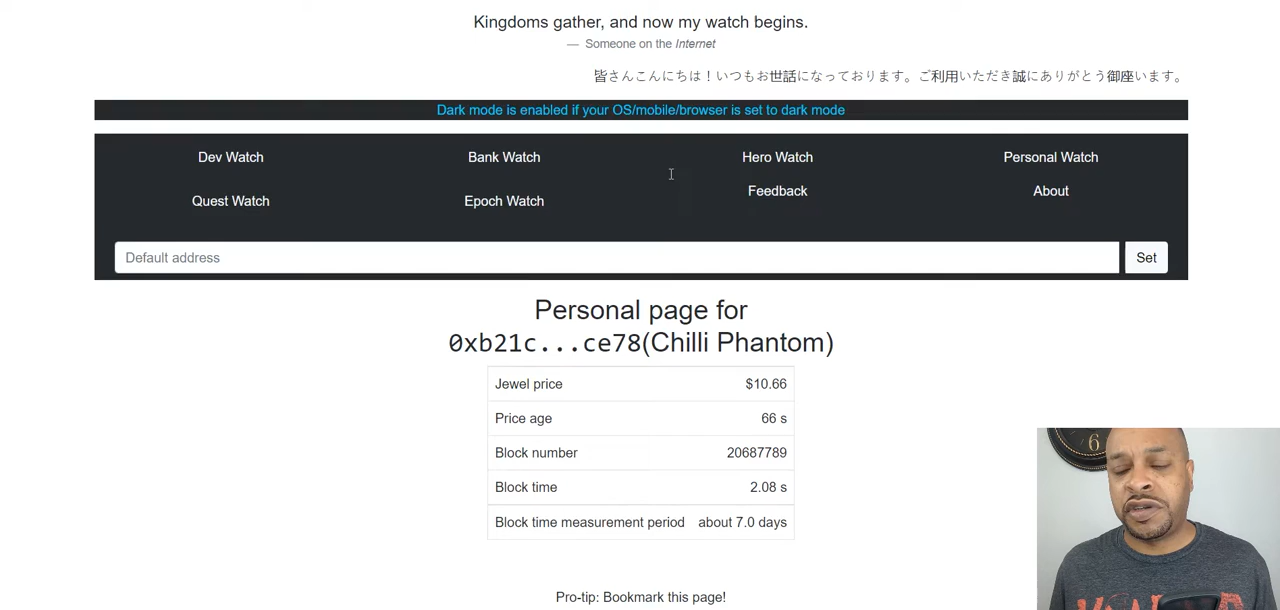 Kingdoms gather, and now my watch begins.
— Someone on the Internet
皆さんこんにちは！いつもお世話になっております。ご利用いただき誠にありがとう御座います。
Dark mode is enabled if your OS/mobile/browser is set to dark mode
Dev Watch Bank Watch Hero Watch Personal Watch
Quest Watch Epoch Watch Feedback About
Default address Set
Personal page for
0xb21c...ce78(Chilli Phantom)
Jewel price $10.66
Price age 66 s
Block number 20687789
Block time 2.08 s
Block time measurement period about 7.0 days
Pro-tip: Bookmark this page!
6